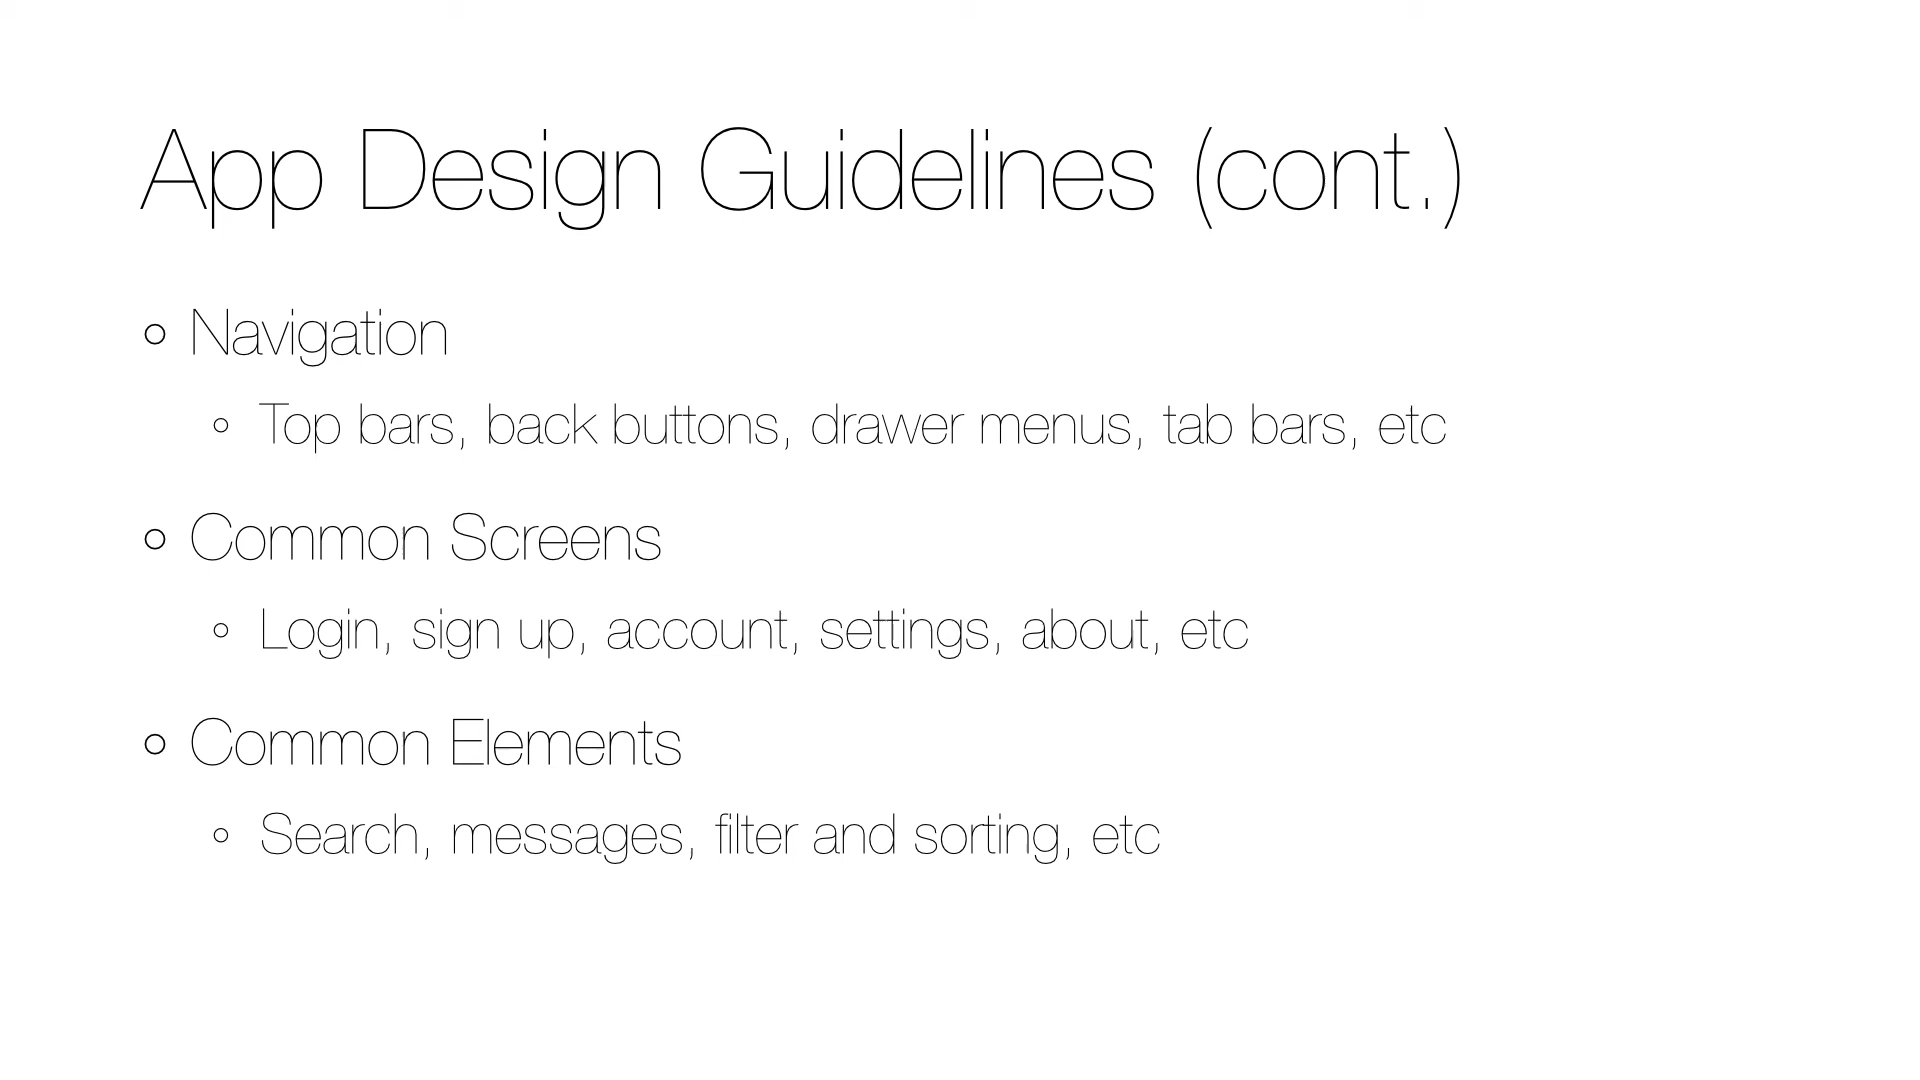 App Design Guidelines (cont.)
Navigation
Top bars, back buttons, drawer menus, tab bars, etc
Common Screens
Login, sign up, account, settings, about, etc
Common Elements
Search, messages, filter and sorting, etc